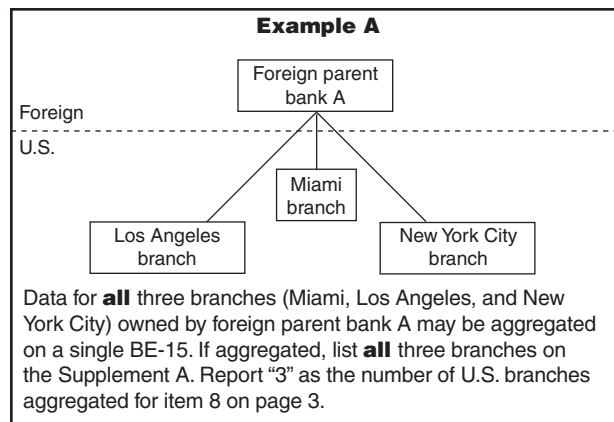 Example A
Foreign parent
bank A
Foreign
U.S.
Miami
branch
Los Angeles
branch
New York City
branch
Data for all three branches (Miami, Los Angeles, and New
York City) owned by foreign parent bank A may be aggregated
on a single BE-15. If aggregated, list all three branches on
the Supplement A. Report “3” as the number of U.S. branches
aggregated for item 8 on page 3.